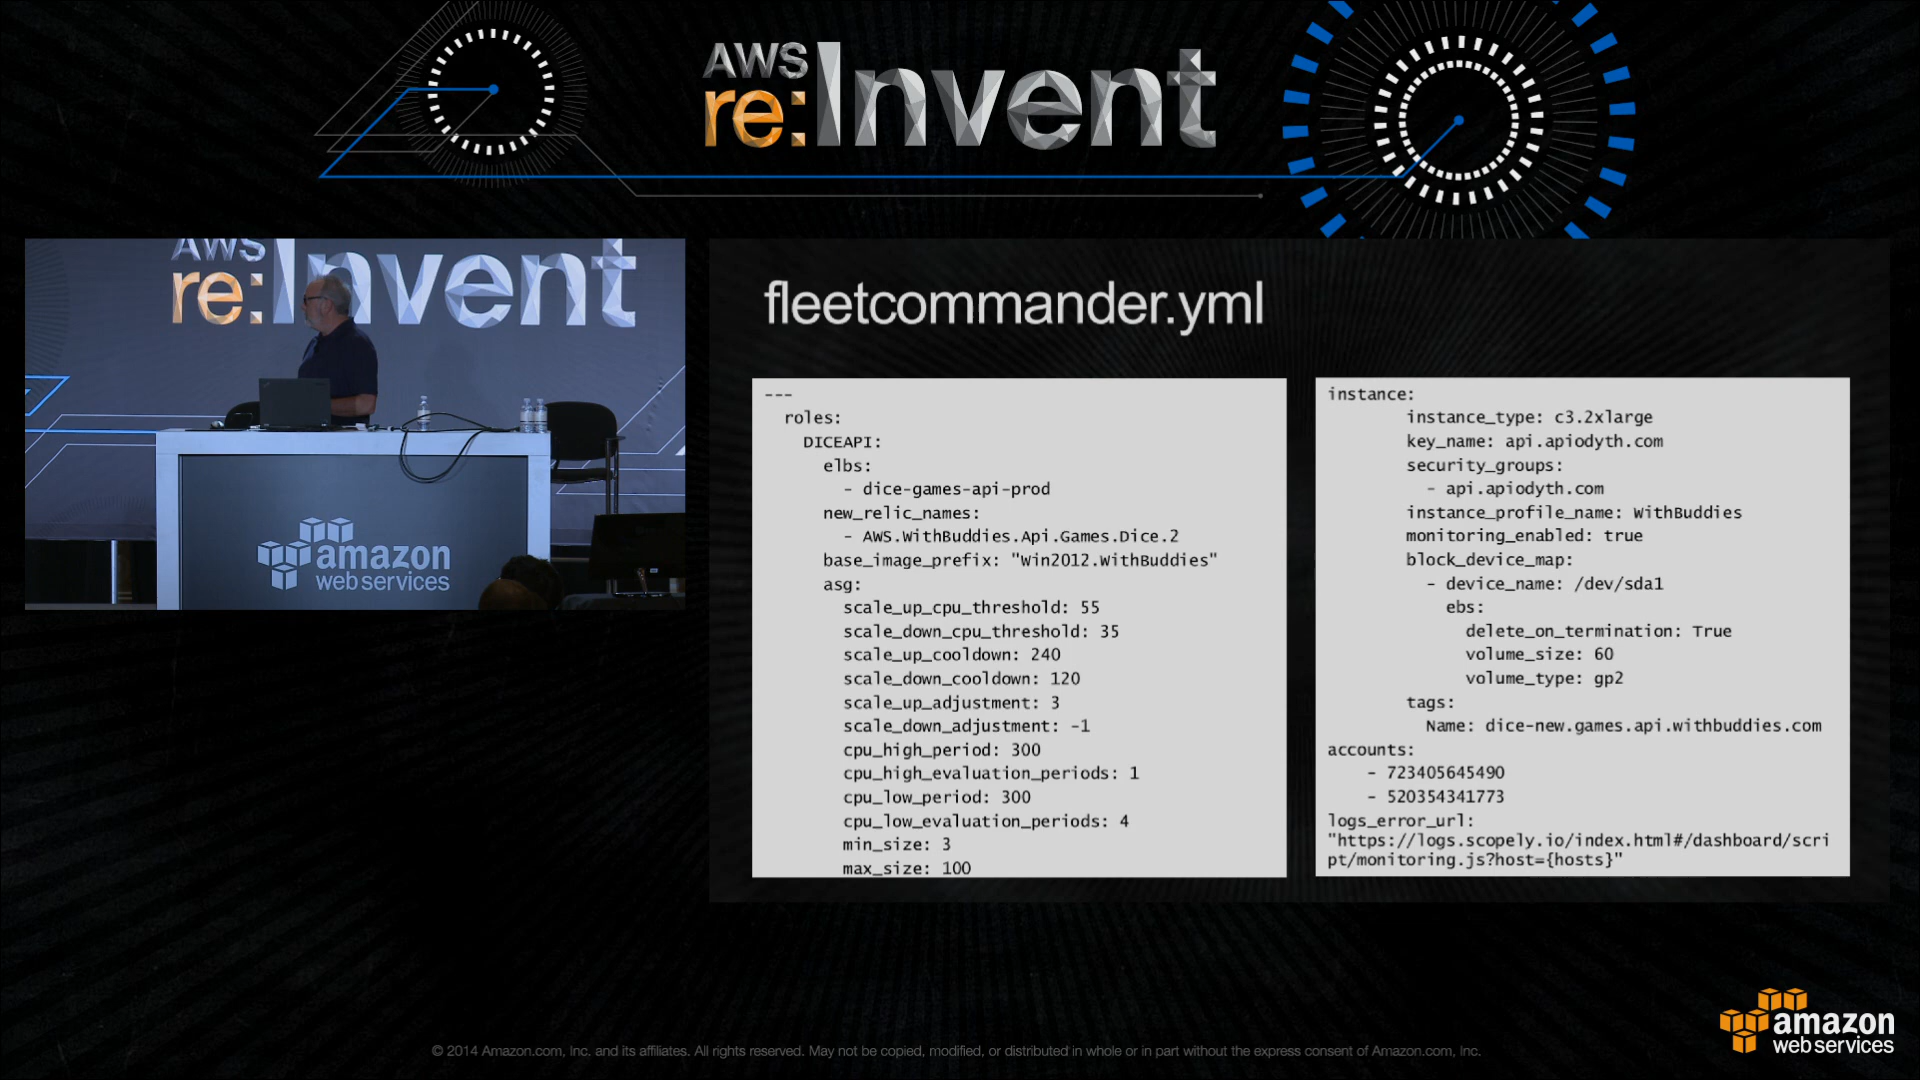 AWS
re:Invent
AWS
re:Invent
amazon
web services
fleetcommander.yml
---
roles:
DICEAPI:
elbs:
- dice-games-api-prod
new_relic_names:
- AWS.WithBuddies.Api.Games.Dice.2
base_image_prefix: "Win2012.WithBuddies"
asg:
scale_up_cpu_threshold: 55
scale_down_cpu_threshold: 35
scale_up_cooldown: 240
scale_down_cooldown: 120
scale_up_adjustment: 3
scale_down_adjustment: -1
cpu_high_period: 300
cpu_high_evaluation_periods: 1
cpu_low_period: 300
cpu_low_evaluation_periods: 4
min_size: 3
max_size: 100
instance:
instance_type: c3.2xlarge
key_name: api.apiodyth.com
security_groups:
- api.apiodyth.com
instance_profile_name: WithBuddies
monitoring_enabled: true
block_device_map:
- device_name: /dev/sda1
ebs:
delete_on_termination: True
volume_size: 60
volume_type: gp2
tags:
Name: dice-new.games.api.withbuddies.com
accounts:
- 723405645490
- 520354341773
logs_error_url:
"https://logs.scopely.io/index.html#/dashboard/scri
pt/monitoring.js?host={hosts}"
amazon
web services
© 2014 Amazon.com, Inc. and its affiliates. All rights reserved. May not be copied, modified, or distributed in whole or in part without the express consent of Amazon.com, Inc.